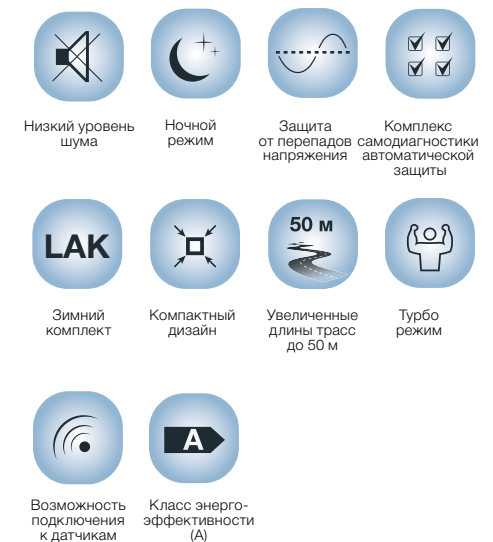 Низкий уровень
шума
Ночной
режим
Защита
от перепадов
напряжения
Комплекс
самодиагностики
автоматической
защиты
LAK
Зимний
комплект
Компактный
дизайн
50 м
Увеличенные
длины трасс
до 50 м
Турбо
режим
Возможность
подключения
к датчикам
A
Класс энерго-
эффективности
(A)